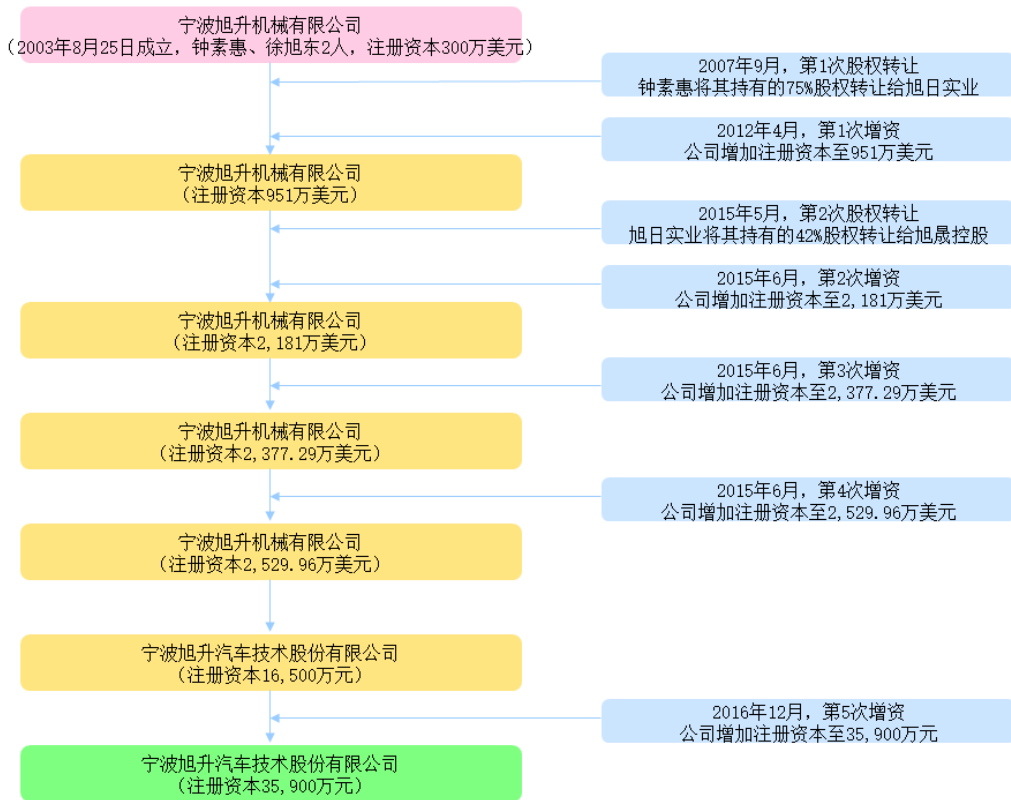 宁波旭升机械有限公司
（2003年8月25日成立，钟素惠、徐旭东2人，注册资本300万美元）
2007年9月，第1次股权转让
钟素惠将其持有的75%股权转让给旭日实业
2012年4月，第1次增资
公司增加注册资本至951万美元
宁波旭升机械有限公司
（注册资本951万美元）
2015年5月，第2次股权转让
旭日实业将其持有的42%股权转让给旭晟控股
2015年6月，第2次增资
公司增加注册资本至2,181万美元
宁波旭升机械有限公司
（注册资本2,181万美元）
2015年6月，第3次增资
公司增加注册资本至2,377.29万美元
宁波旭升机械有限公司
（注册资本2,377.29万美元）
2015年6月，第4次增资
公司增加注册资本至2,529.96万美元
宁波旭升机械有限公司
（注册资本2,529.96万美元）
宁波旭升汽车技术股份有限公司
（注册资本16,500万元）
2016年12月，第5次增资
公司增加注册资本至35,900万元
宁波旭升汽车技术股份有限公司
（注册资本35,900万元）